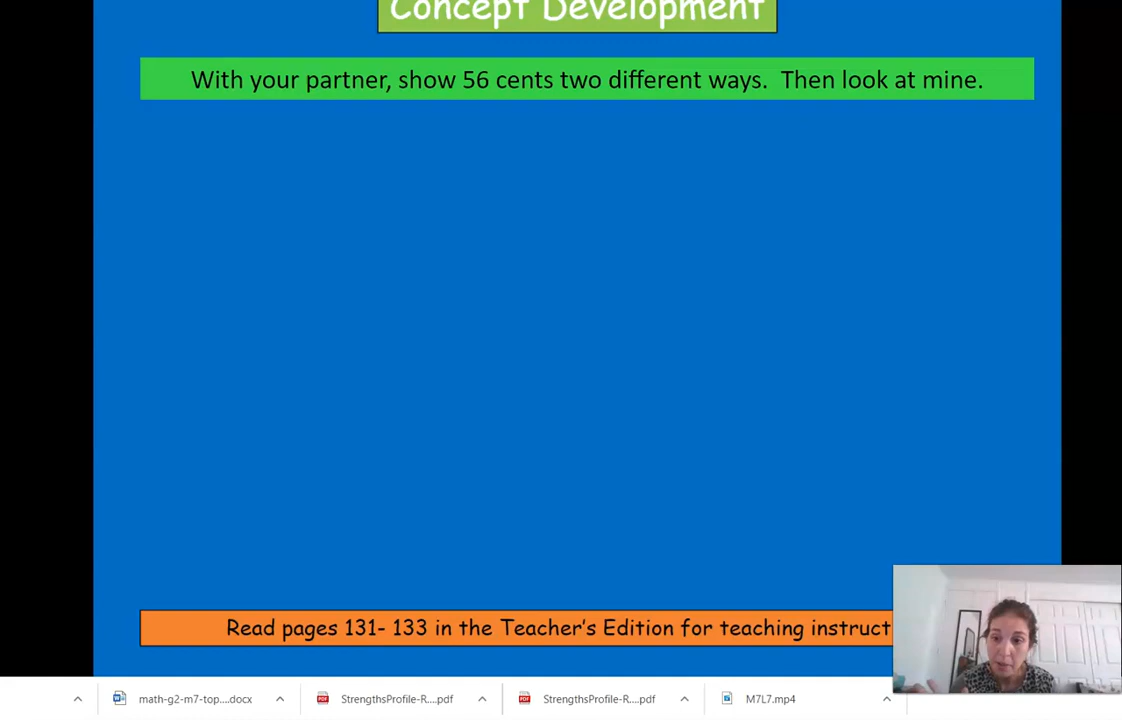 Concept Development
With your partner, show 56 cents two different ways. Then look at mine.
Read pages 131- 133 in the Teacher's Edition for teaching instruct
math-g2-m7-top....docx
StrengthsProfile-R....pdf
StrengthsProfile-R....pdf
M7L7.mp4